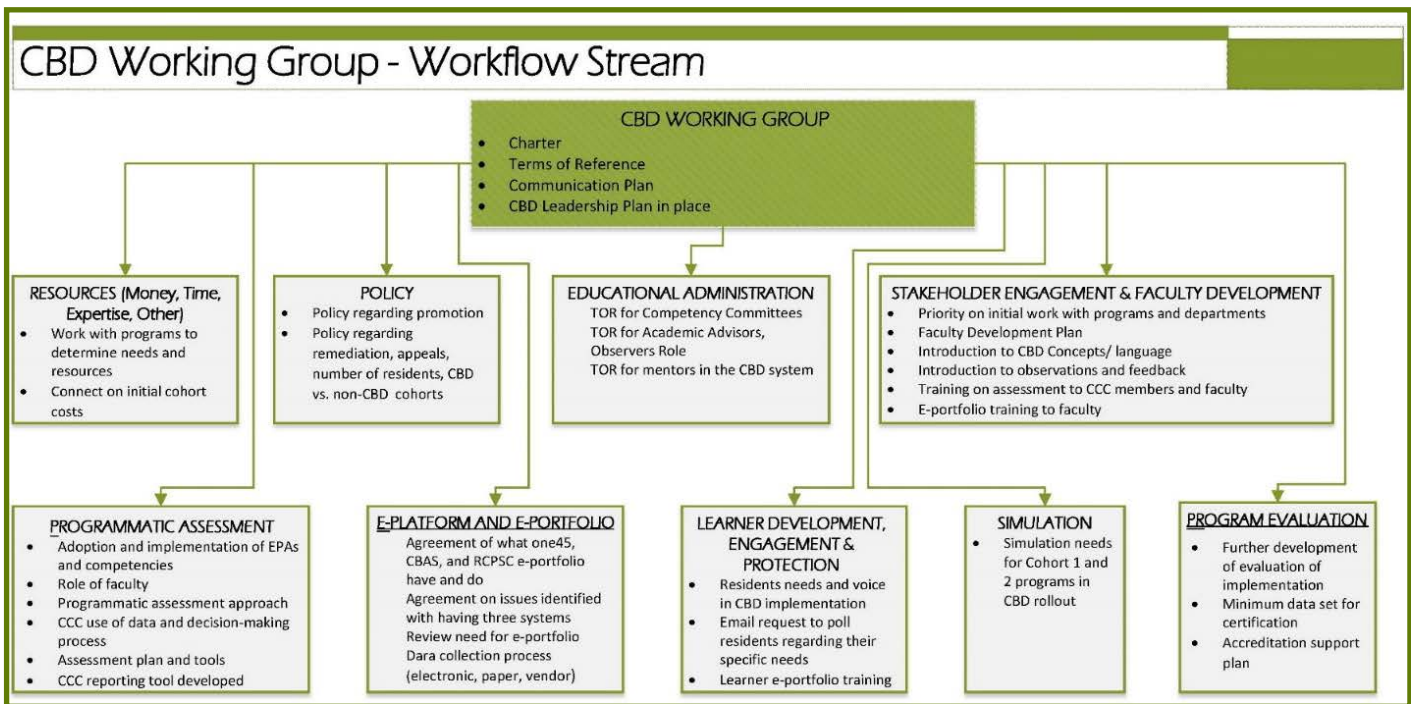 CBD Working Group - Workflow Stream
CBD WORKING GROUP
• Charter
• Terms of Reference
• Communication Plan
• CBD Leadership Plan in place
RESOURCES (Money, Time,
Expertise, Other)
• Work with programs to
determine needs and
resources
• Connect on initial cohort
costs
POLICY
• Policy regarding promotion
• Policy regarding
remediation, appeals,
number of residents, CBD
vs. non-CBD cohorts
EDUCATIONAL ADMINISTRATION
TOR for Competency Committees
TOR for Academic Advisors,
Observers Role
TOR for mentors in the CBD system
STAKEHOLDER ENGAGEMENT & FACULTY DEVELOPMENT
• Priority on initial work with programs and departments
• Faculty Development Plan
• Introduction to CBD Concepts/ language
• Introduction to observations and feedback
• Training on assessment to CCC members and faculty
• E-portfolio training to faculty
PROGRAMMATIC ASSESSMENT
• Adoption and implementation of EPAs
and competencies
• Role of faculty
• Programmatic assessment approach
• CCC use of data and decision-making
process
• Assessment plan and tools
• CCC reporting tool developed
E-PLATFORM AND E-PORTFOLIO
Agreement of what one45,
CBAS, and RCPSC e-portfolio
have and do
Agreement on issues identified
with having three systems
Review need for e-portfolio
Dara collection process
(electronic, paper, vendor)
LEARNER DEVELOPMENT,
ENGAGEMENT &
PROTECTION
• Residents needs and voice
in CBD implementation
• Email request to poll
residents regarding their
specific needs
• Learner e-portfolio training
SIMULATION
• Simulation needs
for Cohort 1 and
2 programs in
CBD rollout
PROGRAM EVALUATION
• Further development
of evaluation of
implementation
• Minimum data set for
certification
• Accreditation support
plan